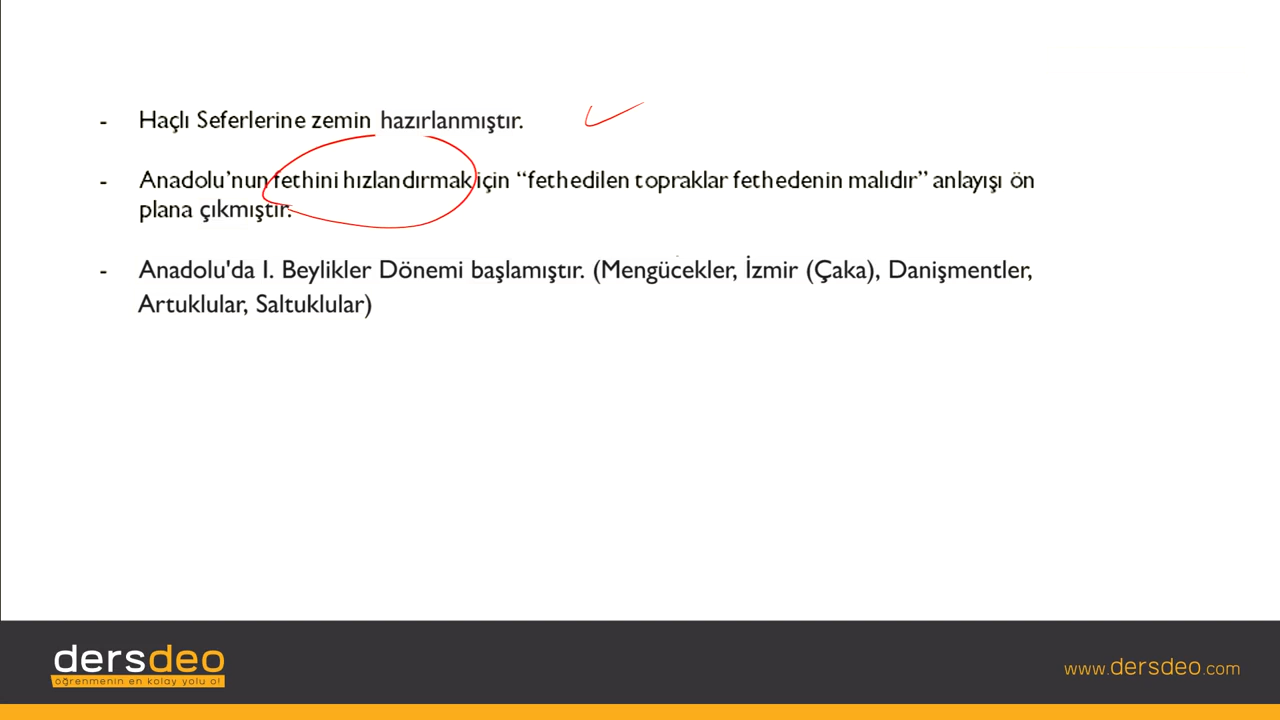 - Haçlı Seferlerine zemin hazırlanmıştır.
- Anadolu’nun fethini hızlandırmak için “fethedilen topraklar fethedenin malıdır” anlayışı ön
plana çıkmıştır.
- Anadolu'da I. Beylikler Dönemi başlamıştır. (Mengücekler, İzmir (Çaka), Danişmentler,
Artuklular, Saltuklular)
dersdeo
öğrenmenin en kolay yolu o!
www.dersdeo.com